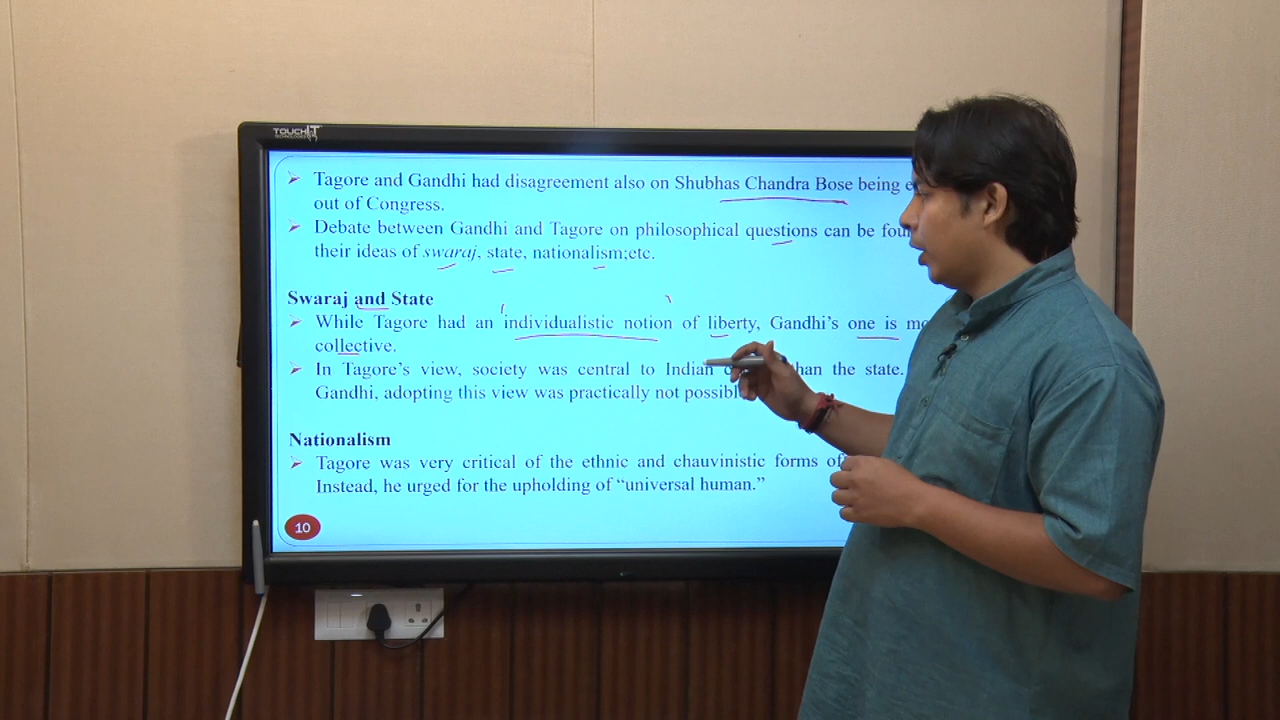 TOUCHIT
TECHNOLOGIES
Tagore and Gandhi had disagreement also on Shubhas Chandra Bose being
out of Congress.
Debate between Gandhi and Tagore on philosophical questions can be
their ideas of swaraj, state, nationalism;etc.
Swaraj and State
While Tagore had an individualistic notion of liberty, Gandhi's one is
collective.
In Tagore's view, society was central to Indian than the state.
Gandhi, adopting this view was practically not
Nationalism
Tagore was very critical of the ethnic and chauvinistic forms
Instead, he urged for the upholding of “universal human.”
10